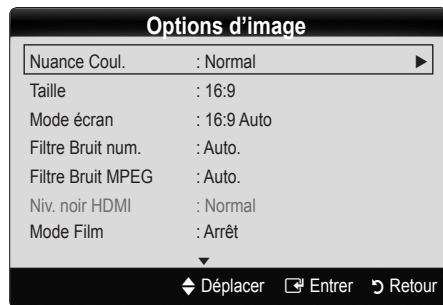 Options d'image
Nuance Coul. : Normal
Taille : 16:9
Mode écran : 16:9 Auto
Filtre Bruit num. : Auto.
Filtre Bruit MPEG : Auto.
Niv. noir HDMI : Normal
Mode Film : Arrêt
Déplacer Entrer Retour